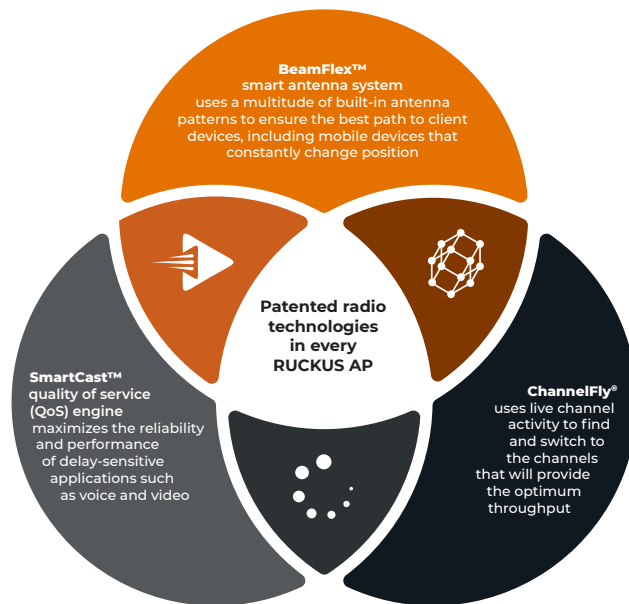 BeamFlex™
smart antenna system
uses a multitude of built-in antenna
patterns to ensure the best path to client
devices, including mobile devices that
constantly change position
Patented radio
technologies
in every
RUCKUS AP
SmartCast™
quality of service
(QoS) engine
maximizes the reliability
and performance
of delay-sensitive
applications such
as voice and video
ChannelFly®
uses live channel
activity to find
and switch to
the channels
that will provide
the optimum
throughput